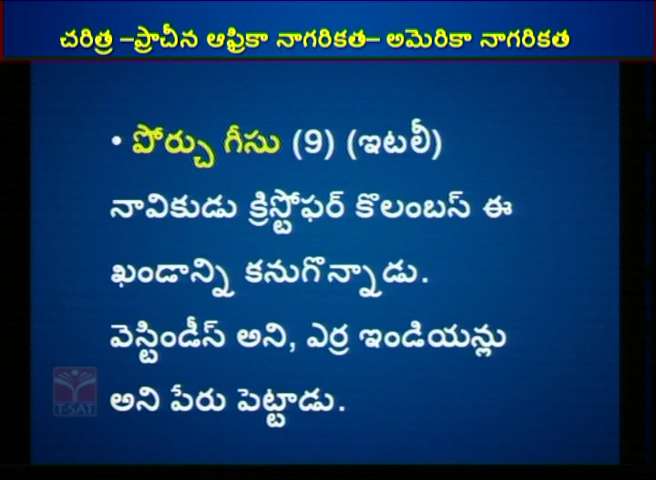 చరిత్ర –ప్రాచీన ఆఫ్రికా నాగరికత– అమెరికా నాగరికత
• పోర్చు గీసు (9) (ఇటలీ)
నావికుడు క్రిస్టోఫర్ కొలంబస్ ఈ
ఖండాన్ని కనుగొన్నాడు.
వెస్టిండీస్ అని, ఎర్ర ఇండియన్లు
అని పేరు పెట్టాడు.
T-SAT